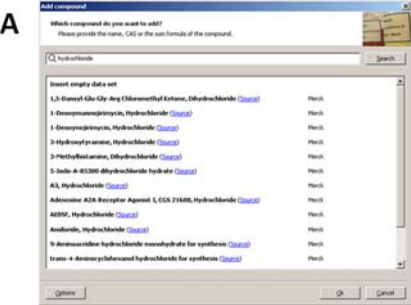 A
Add compound
Which compound do you want to add?
Please provide the name, CAS or the sum formula of the compound.
hydrochloride
Search
Insert empty data set
1,5-Dansyl-Glu-Gly-Arg Chloromethyl Ketone, Dihydrochloride (Source) Merck
1-Deoxymannojirimycin, Hydrochloride (Source) Merck
1-Deoxynojirimycin, Hydrochloride (Source) Merck
3-Hydroxytyramine, Hydrochloride (Source) Merck
3-Methylhistamine, Dihydrochloride (Source) Merck
5-Iodo-A-85380 dihydrochloride hydrate (Source) Merck
A3, Hydrochloride (Source) Merck
Adenosine A2A Receptor Agonist I, CGS 21680, Hydrochloride (Source) Merck
AEBSF, Hydrochloride (Source) Merck
Amiloride, Hydrochloride (Source) Merck
9-Aminoacridine hydrochloride monohydrate for synthesis (Source) Merck
trans-4-Aminocyclohexanol hydrochloride for synthesis (Source) Merck
Options
Ok
Cancel